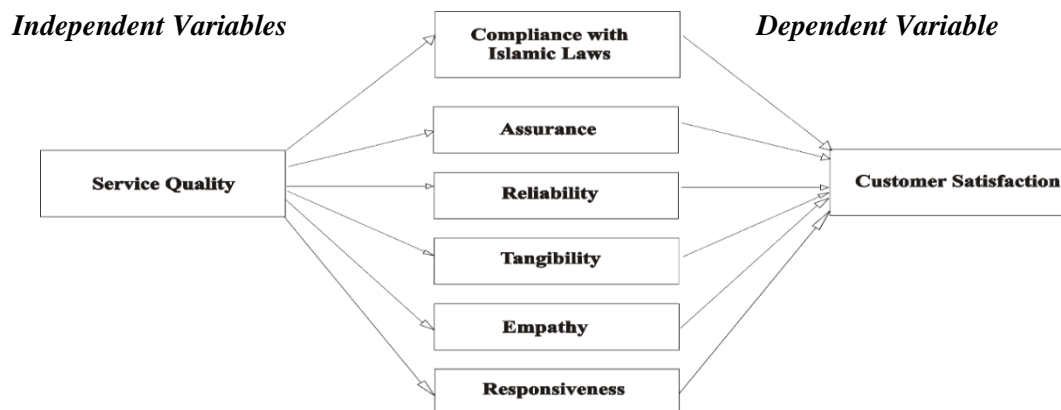 Independent Variables
Dependent Variable
Compliance with
Islamic Laws
Assurance
Service Quality
Reliability
Customer Satisfaction
Tangibility
Empathy
Responsiveness